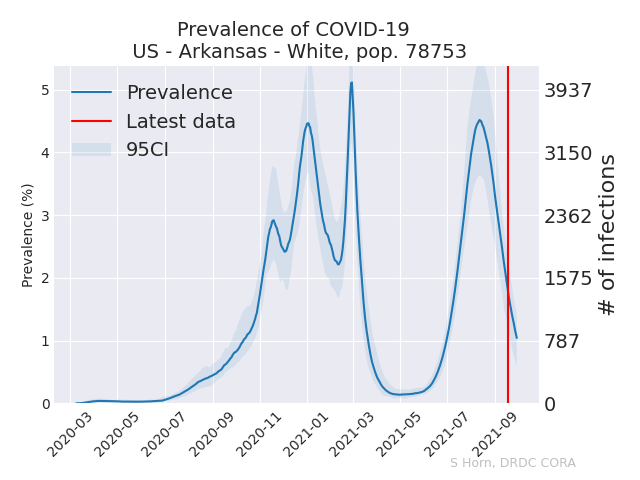 Prevalence of COVID-19
US - Arkansas - White, pop. 78753
Prevalence
Latest data
95CI
Prevalence (%)
5
4
3
2
1
0
3937
3150
2362
1575
787
0
# of infections
2020-03
2020-05
2020-07
2020-09
2020-11
2021-01
2021-03
2021-05
2021-07
2021-09
S Horn, DRDC CORA